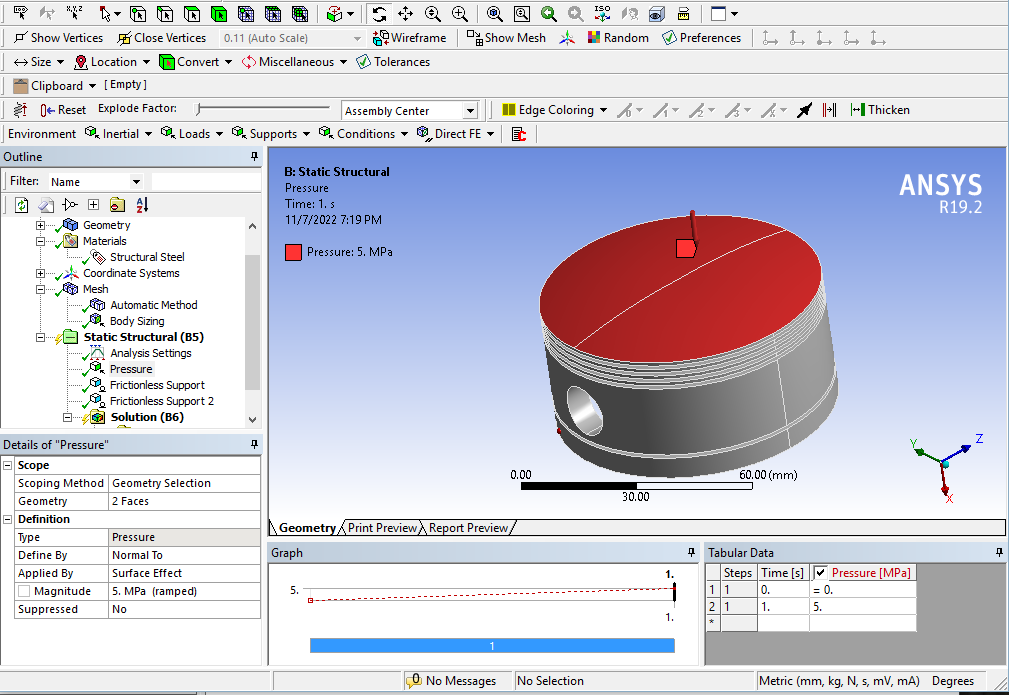 ISO
Show Vertices
Close Vertices
0.11 (Auto Scale)
Wireframe
Show Mesh
Random
Preferences
Size
Location
Convert
Miscellaneous
Tolerances
Clipboard
[ Empty ]
Reset
Explode Factor:
Assembly Center
Edge Coloring
Thicken
Environment
Inertial
Loads
Supports
Conditions
Direct FE
Outline
Filter: Name
Geometry
Materials
Structural Steel
Coordinate Systems
Mesh
Automatic Method
Body Sizing
Static Structural (B5)
Analysis Settings
Pressure
Frictionless Support
Frictionless Support 2
Solution (B6)
Details of "Pressure"
Scope
Scoping Method Geometry Selection
Geometry 2 Faces
Definition
Type Pressure
Define By Normal To
Applied By Surface Effect
Magnitude 5. MPa (ramped)
Suppressed No
B: Static Structural
Pressure
Time: 1. s
11/7/2022 7:19 PM
Pressure: 5. MPa
ANSYS
R19.2
0.00
60.00 (mm)
30.00
Y
Z
X
Geometry
Print Preview
Report Preview
Graph
1.
5.
1.
1
Tabular Data
Steps Time [s] Pressure [MPa]
1 1 0. = 0.
2 1 1. 5.
*
No Messages
No Selection
Metric (mm, kg, N, s, mV, mA)
Degrees